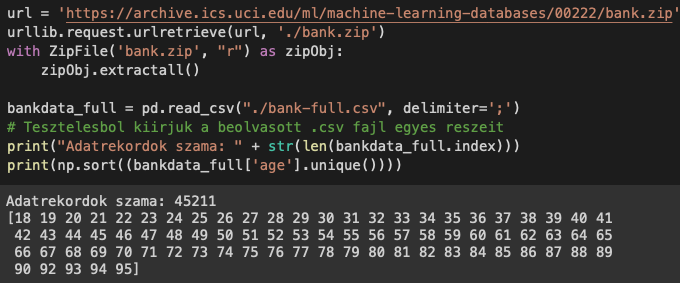 url = 'https://archive.ics.uci.edu/ml/machine-learning-databases/00222/bank.zip'
urllib.request.urlretrieve(url, './bank.zip')
with ZipFile('bank.zip', "r") as zipObj:
    zipObj.extractall()

bankdata_full = pd.read_csv("./bank-full.csv", delimiter=';')
# Tesztelesbol kiirjuk a beolvasott .csv fajl egyes reszeit
print("Adatrekordok szama: " + str(len(bankdata_full.index)))
print(np.sort((bankdata_full['age'].unique())))
Adatrekordok szama: 45211
[18 19 20 21 22 23 24 25 26 27 28 29 30 31 32 33 34 35 36 37 38 39 40 41
 42 43 44 45 46 47 48 49 50 51 52 53 54 55 56 57 58 59 60 61 62 63 64 65
 66 67 68 69 70 71 72 73 74 75 76 77 78 79 80 81 82 83 84 85 86 87 88 89
 90 92 93 94 95]